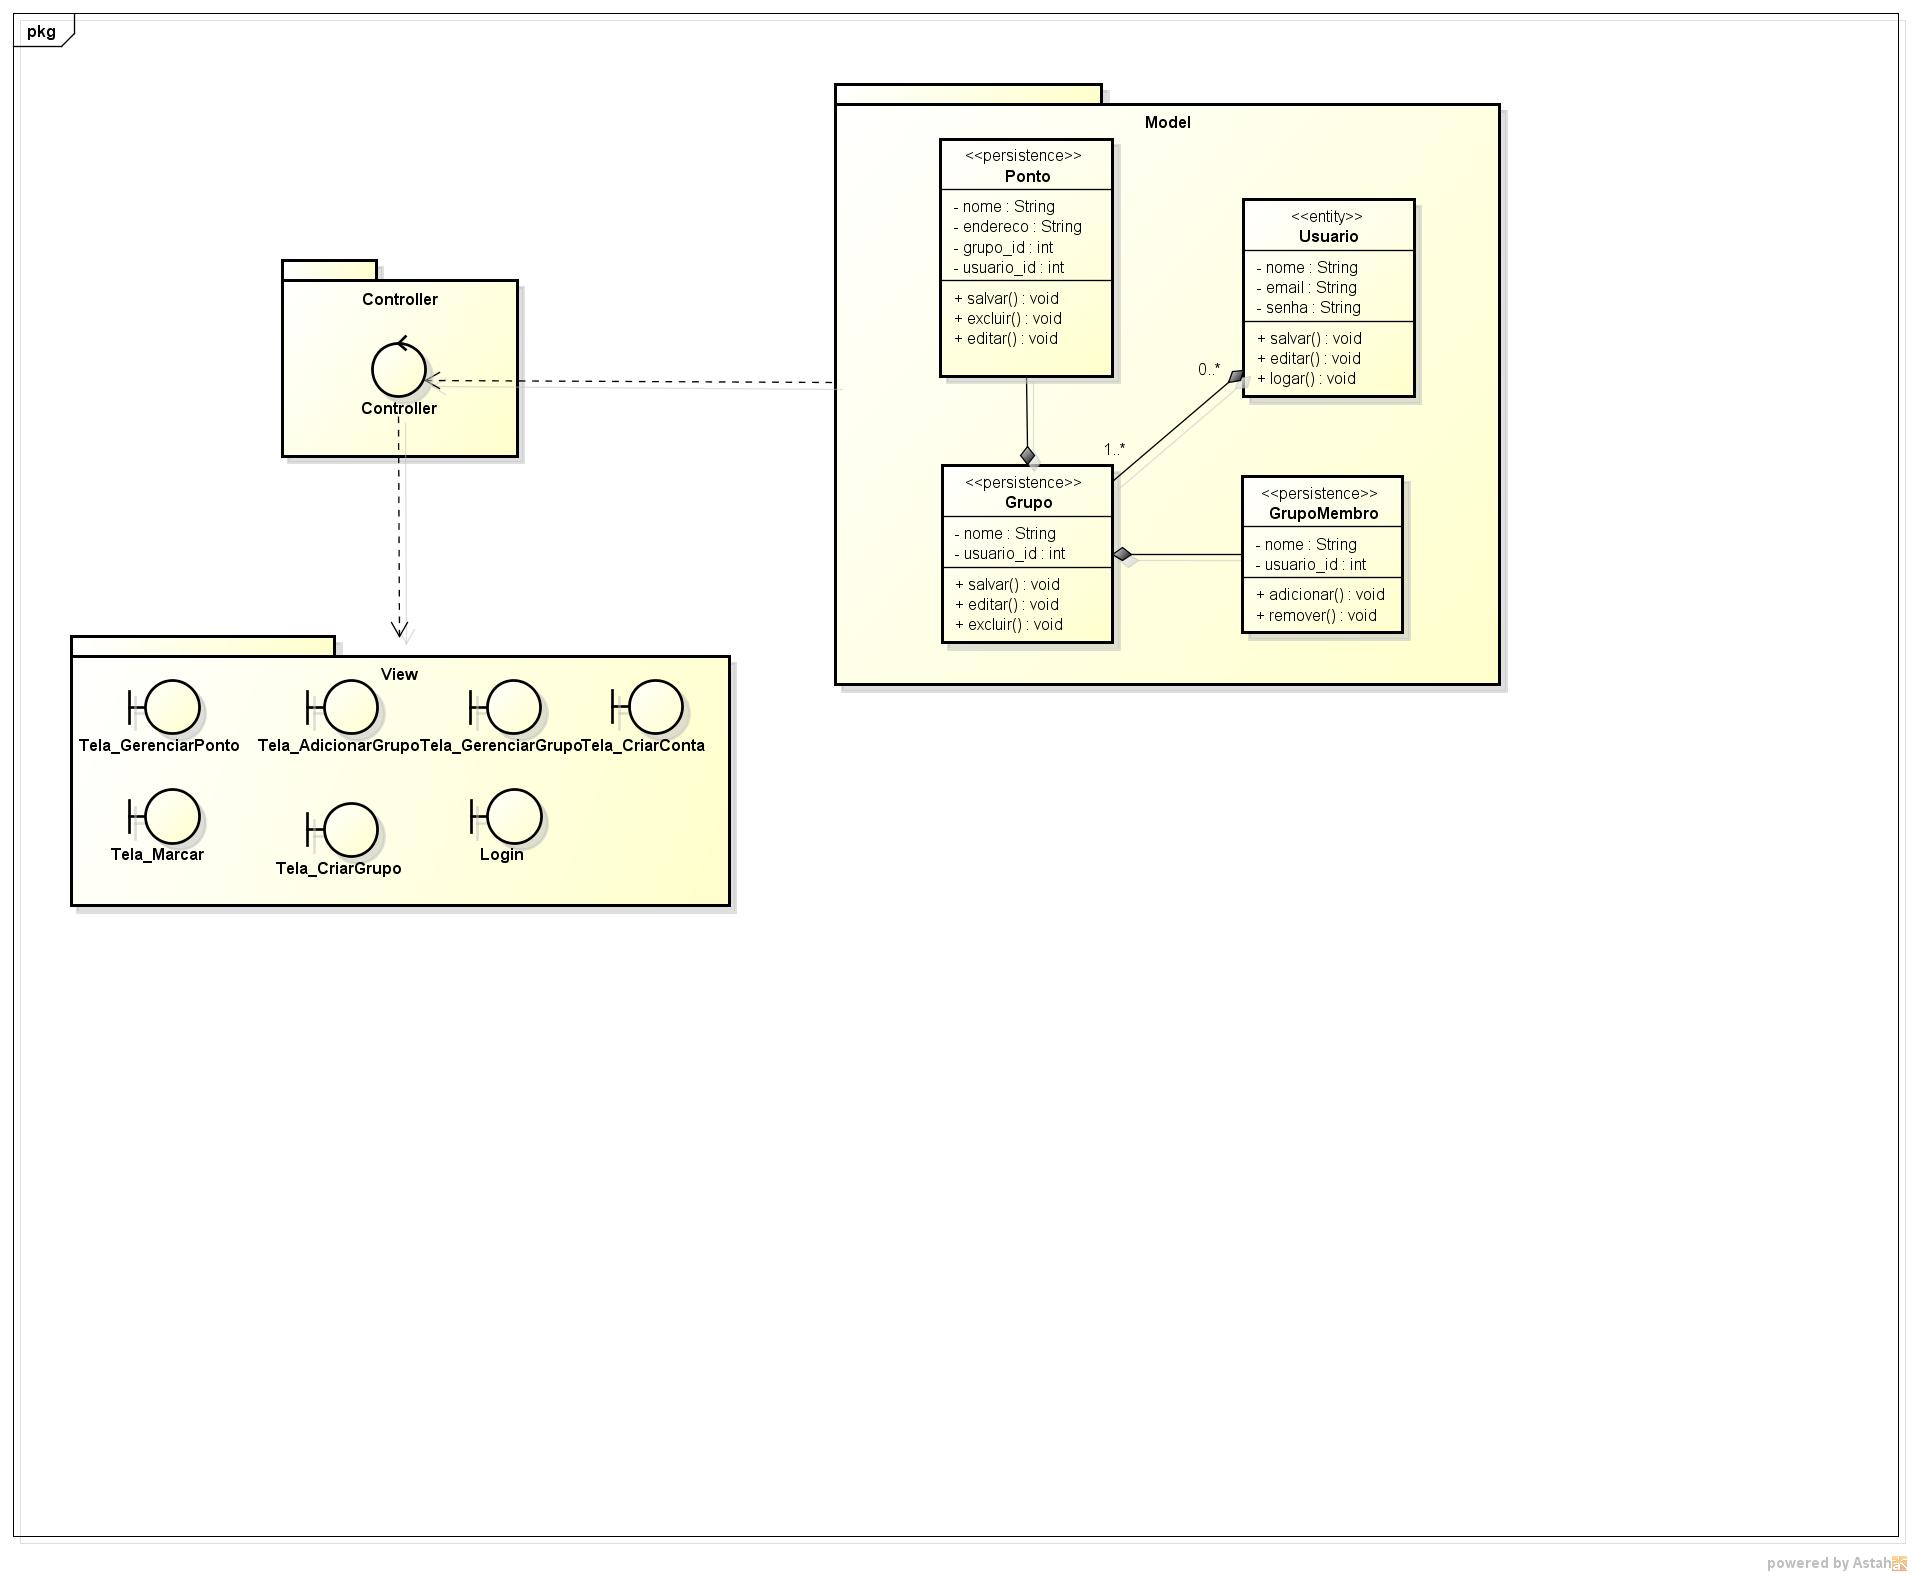 pkg
Model
<<persistence>>
Ponto
- nome : String
- endereco : String
- grupo_id : int
- usuario_id : int
+ salvar() : void
+ excluir() : void
+ editar() : void
<<entity>>
Usuario
- nome : String
- email : String
- senha : String
+ salvar() : void
+ editar() : void
+ logar() : void
0..*
1..*
<<persistence>>
Grupo
- nome : String
- usuario_id : int
+ salvar() : void
+ editar() : void
+ excluir() : void
<<persistence>>
GrupoMembro
- nome : String
- usuario_id : int
+ adicionar() : void
+ remover() : void
Controller
Controller
View
Tela_GerenciarPonto
Tela_AdicionarGrupo
Tela_GerenciarGrupo
Tela_CriarConta
Tela_Marcar
Tela_CriarGrupo
Login
powered by Astah